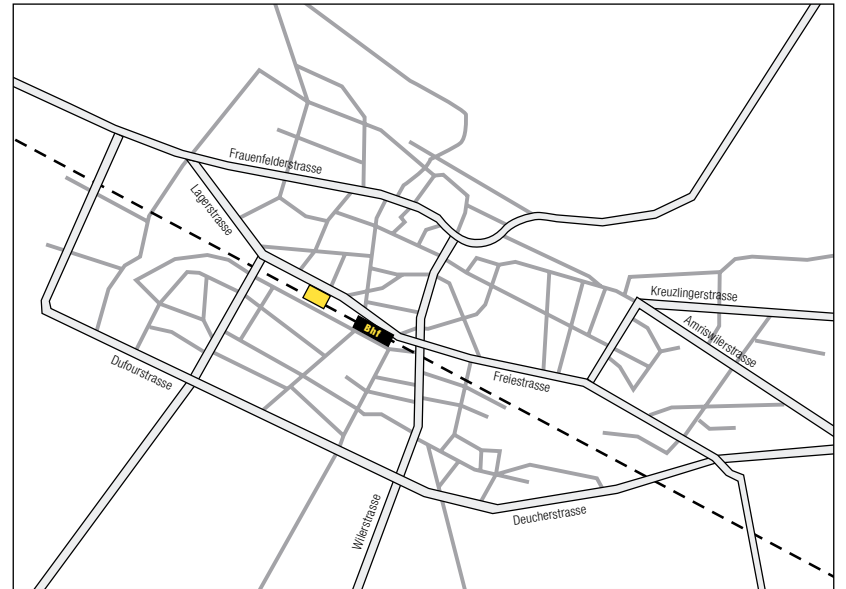 Frauenfelderstrasse
Lagerstrasse
Kreuzlingerstrasse
Amriswilerstrasse
Bhf
Dufourstrasse
Freiestrasse
Wilerstrasse
Deucherstrasse